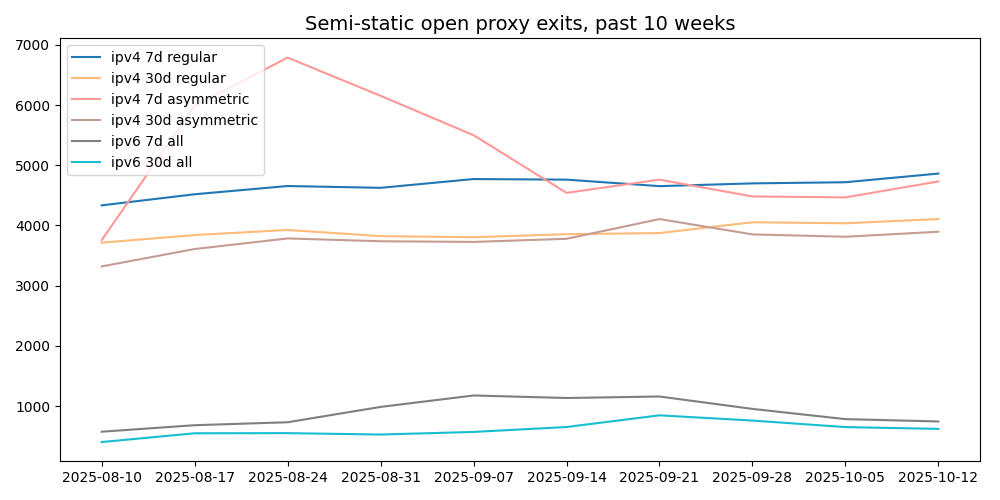 Semi-static open proxy exits, past 10 weeks
7000
6000
5000
4000
3000
2000
1000
ipv4 7d regular
ipv4 30d regular
ipv4 7d asymmetric
ipv4 30d asymmetric
ipv6 7d all
ipv6 30d all
2025-08-10 2025-08-17 2025-08-24 2025-08-31 2025-09-07 2025-09-14 2025-09-21 2025-09-28 2025-10-05 2025-10-12